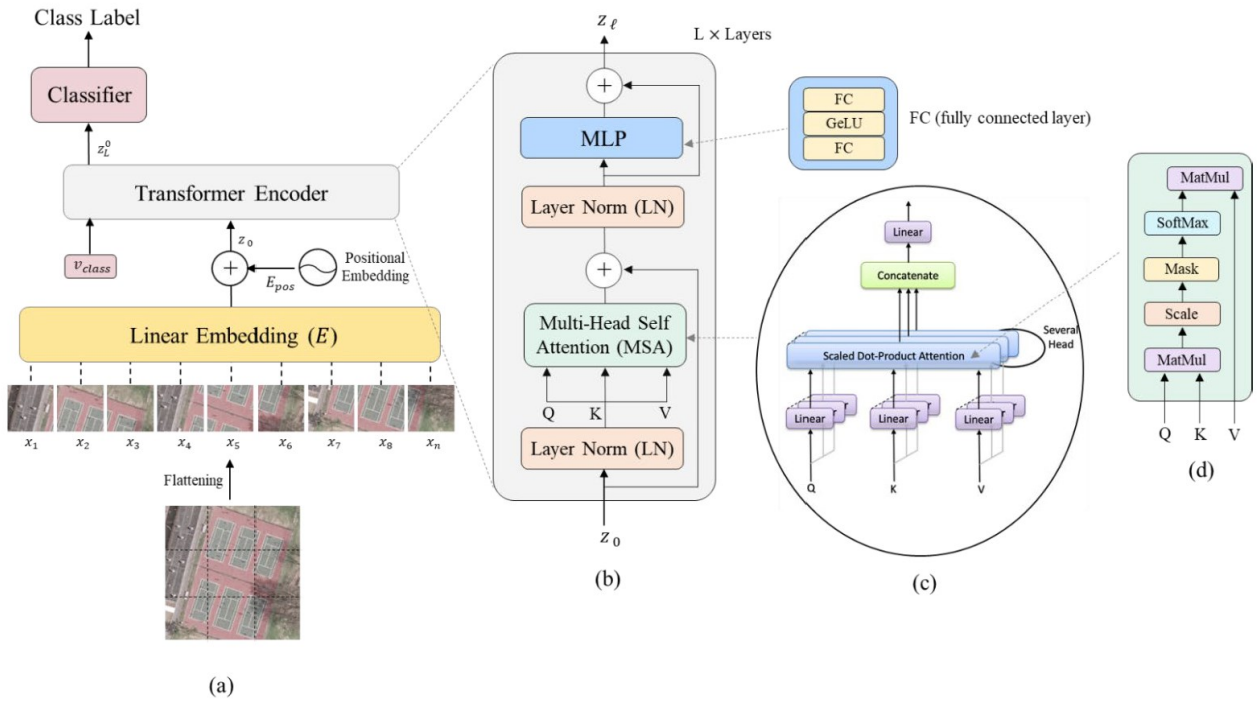 Class Label
Classifier
z_L^0
Transformer Encoder
v_class
z_0
Positional
Embedding
E_pos
Linear Embedding (E)
x_1 x_2 x_3 x_4 x_5 x_6 x_7 x_8 x_n
Flattening
(a)
z_ℓ
L × Layers
MLP
Layer Norm (LN)
Multi-Head Self
Attention (MSA)
Q K V
Layer Norm (LN)
z_0
(b)
FC
GeLU
FC
FC (fully connected layer)
Linear
Concatenate
Several
Head
Scaled Dot-Product Attention
Linear Linear Linear
Q K V
(c)
MatMul
SoftMax
Mask
Scale
MatMul
Q K V
(d)